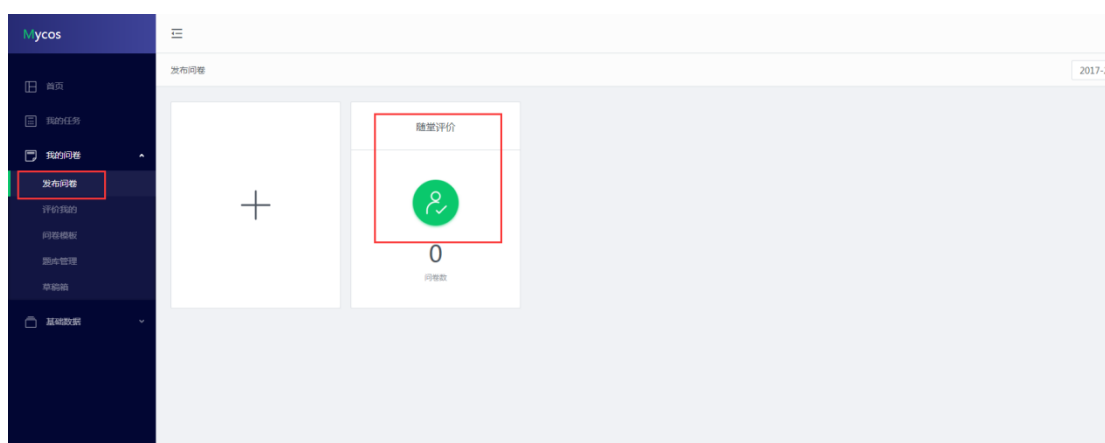 Mycos
发布问卷
2017-
首页
我的任务
我的问卷
发布问卷
评价我的
问卷模板
题库管理
草稿箱
基础数据
随堂评价
0
问卷数